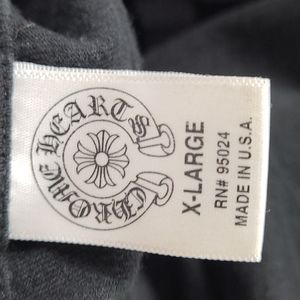 CHROME HEARTS
X-LARGE
RN# 95024
MADE IN U.S.A.